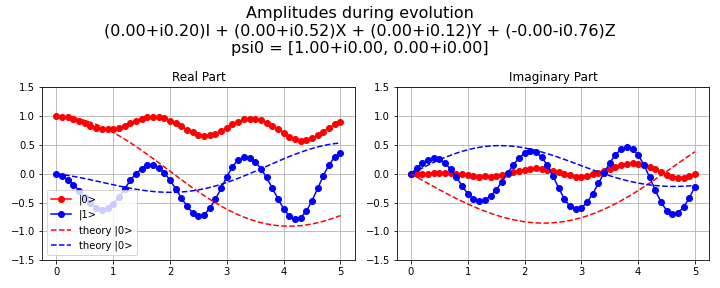 Amplitudes during evolution
(0.00+i0.20)I + (0.00+i0.52)X + (0.00+i0.12)Y + (-0.00-i0.76)Z
psi0 = [1.00+i0.00, 0.00+i0.00]
Real Part
1.5
1.0
0.5
0.0
−0.5
−1.0
−1.5
0 1 2 3 4 5
|0>
|1>
theory |0>
theory |0>
Imaginary Part
1.5
1.0
0.5
0.0
−0.5
−1.0
−1.5
0 1 2 3 4 5